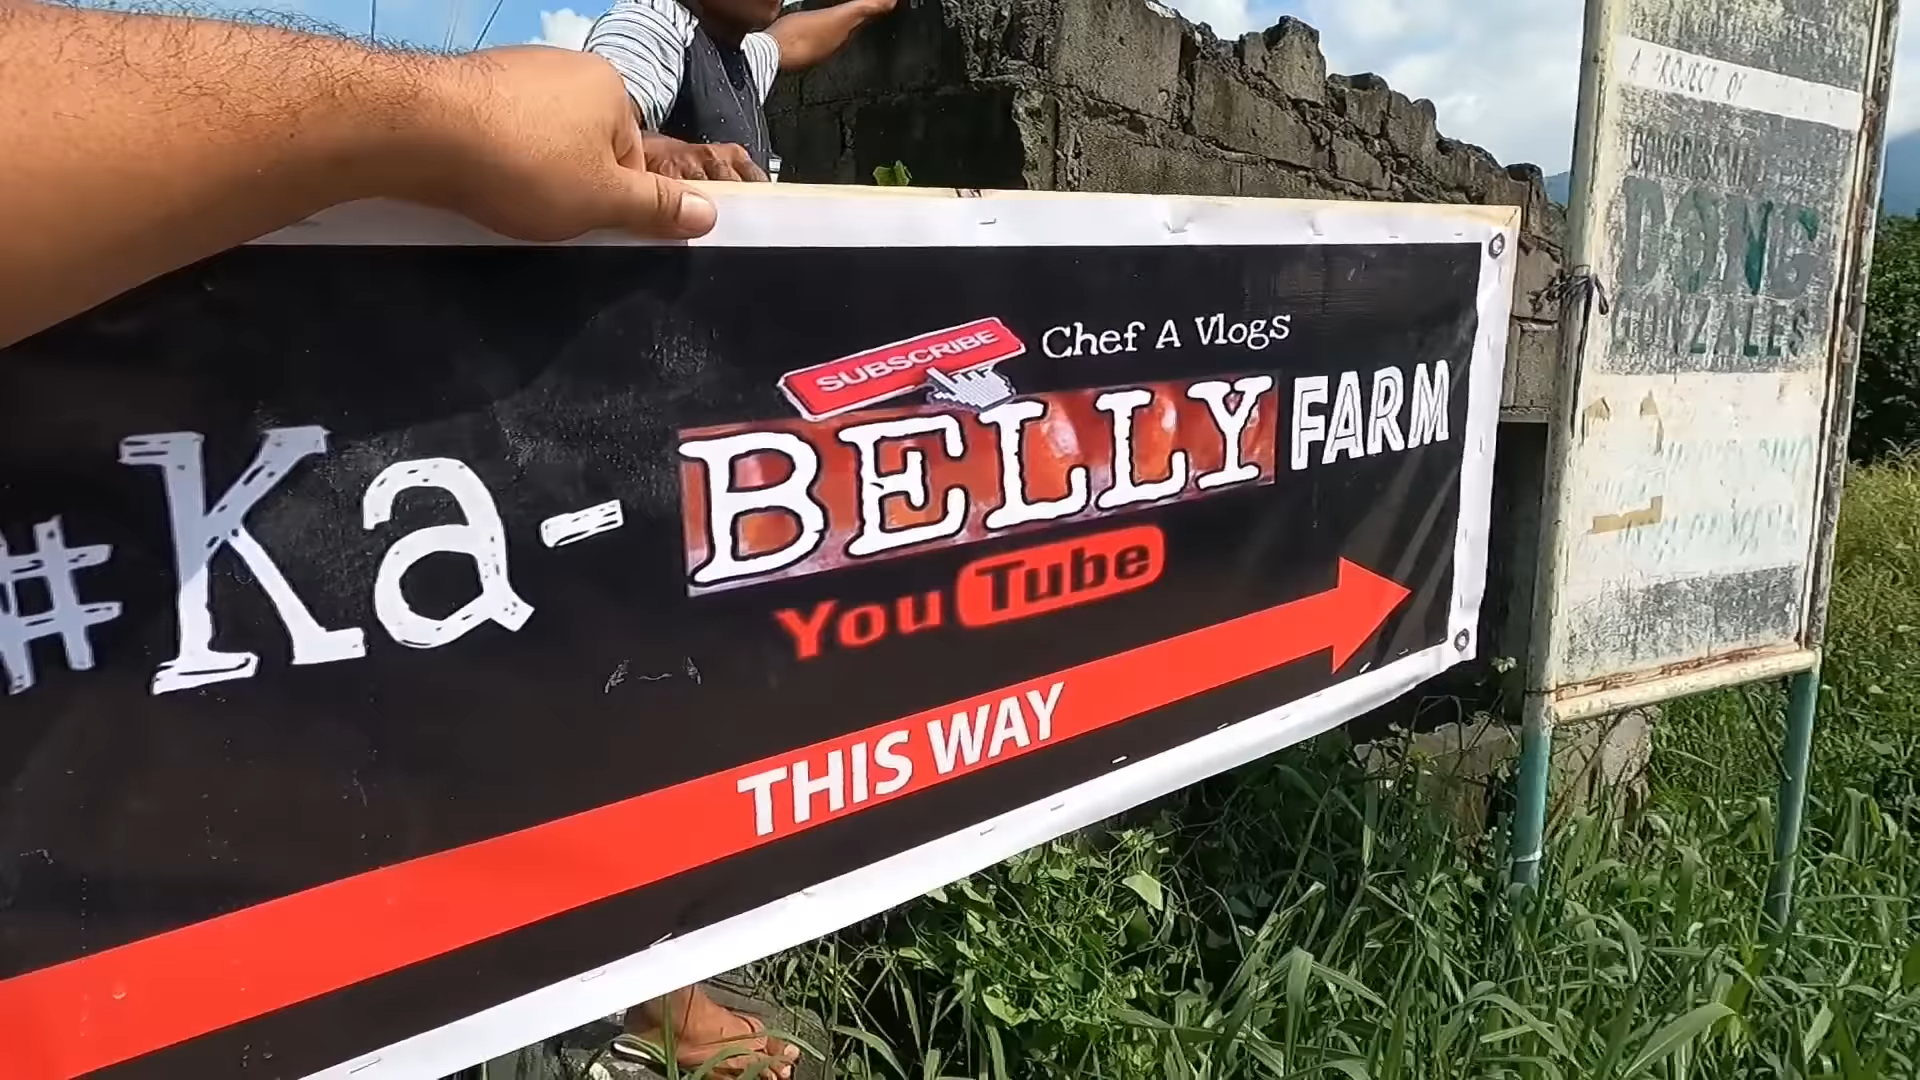 SUBSCRIBE
Chef A Vlogs
#Ka-BELLY FARM
YouTube
THIS WAY
A PROJECT OF
DONG
GONZALES